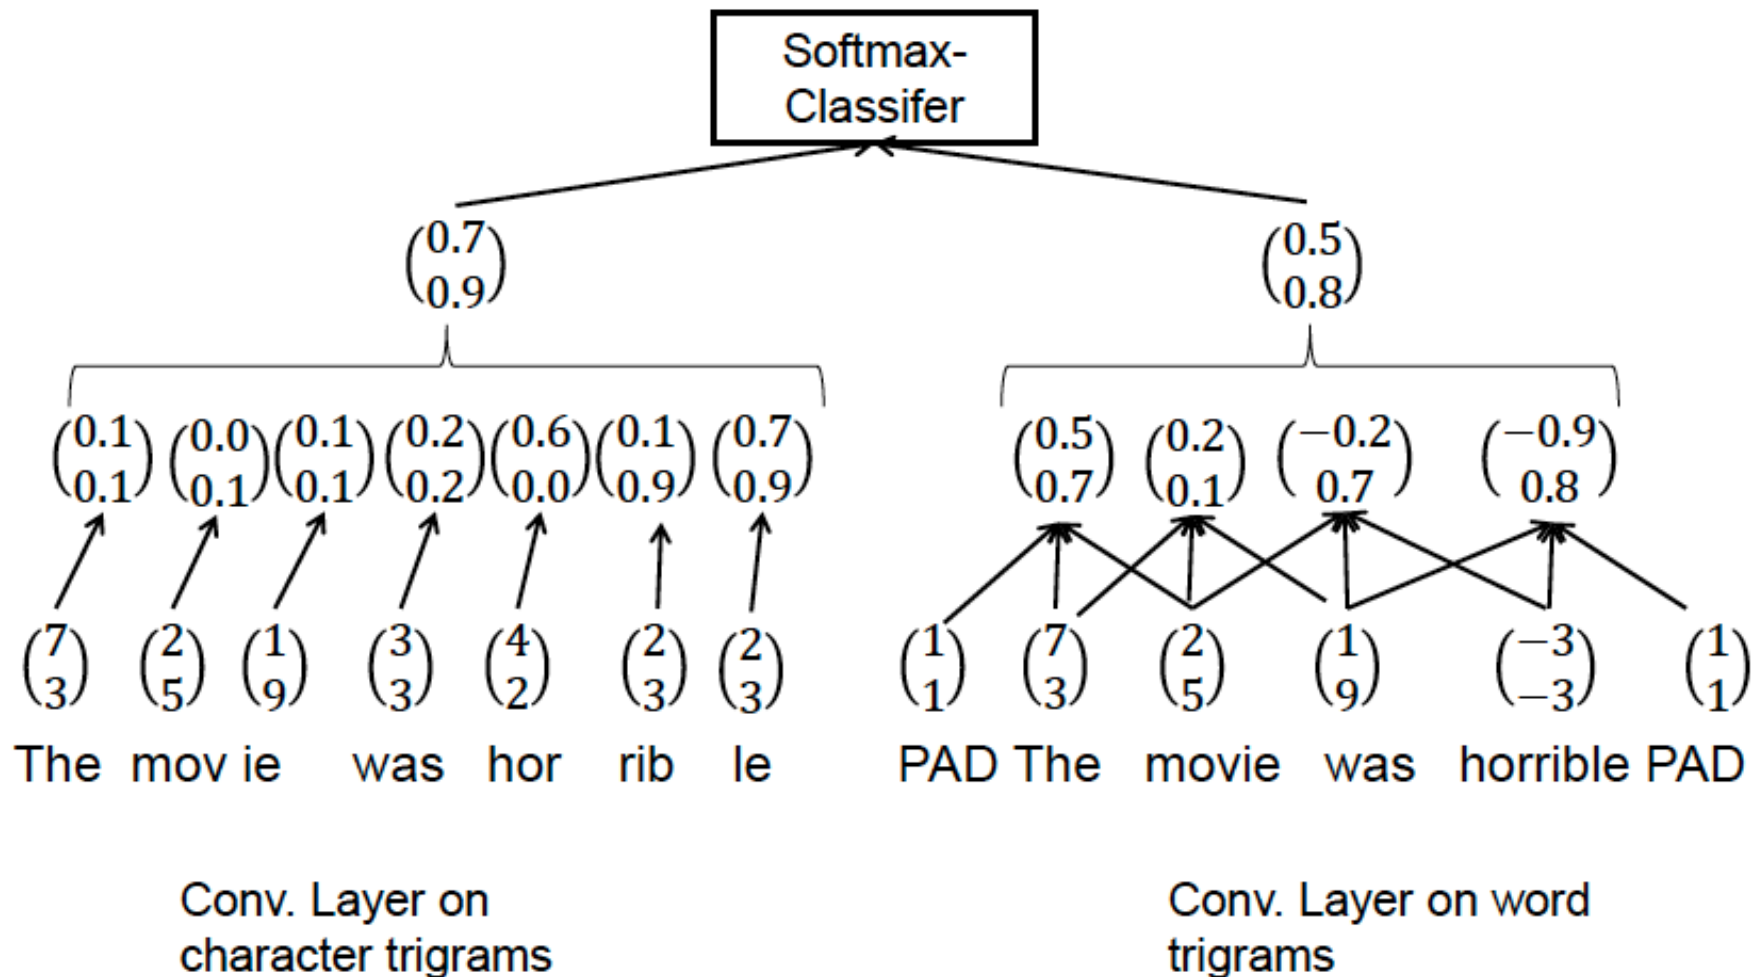 Softmax-
Classifer
0.7 0.5
0.9 0.8
0.1 0.0 0.1 0.2 0.6 0.1 0.7 0.5 0.2 −0.2 −0.9
0.1 0.1 0.1 0.2 0.0 0.9 0.9 0.7 0.1 0.7 0.8
7 2 1 3 4 2 2 1 7 2 1 −3 1
3 5 9 3 2 3 3 1 3 5 9 −3 1
The mov ie was hor rib le PAD The movie was horrible PAD
Conv. Layer on
character trigrams
Conv. Layer on word
trigrams